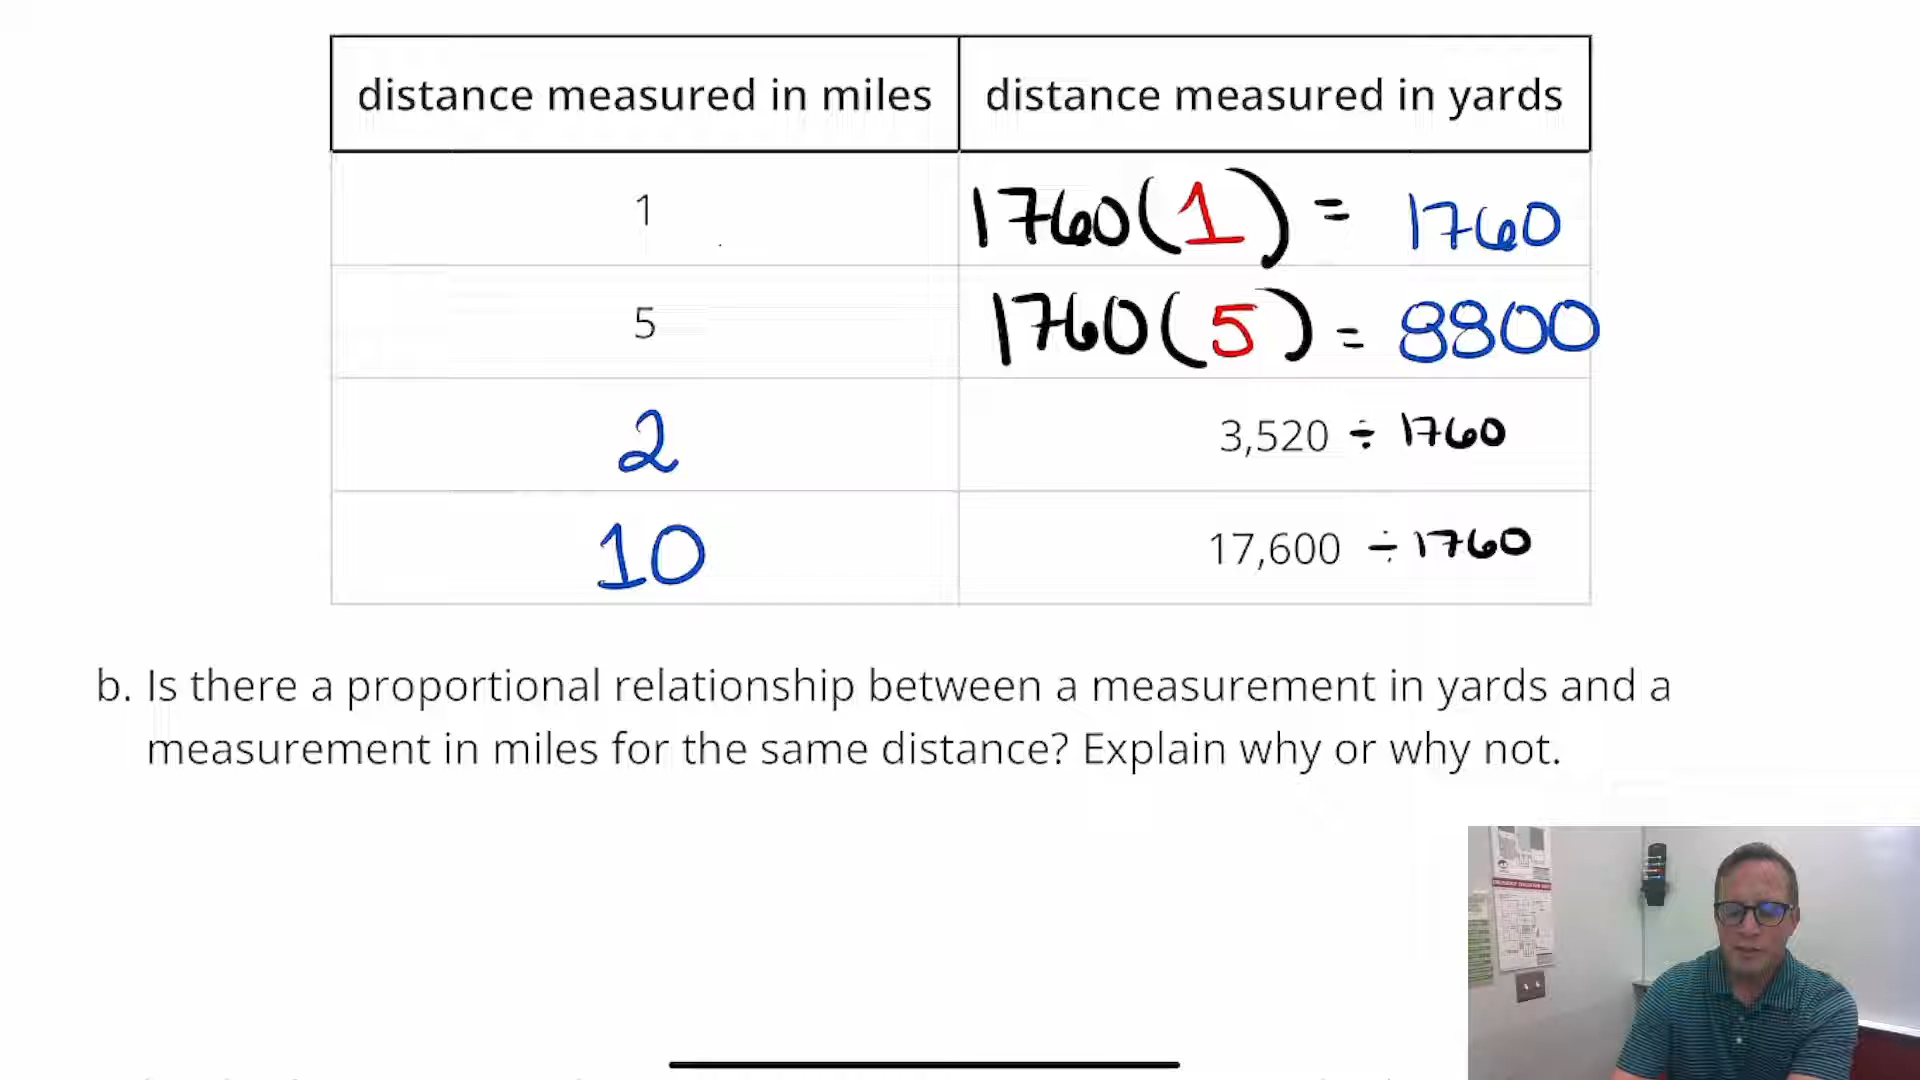 distance measured in miles distance measured in yards
1 1760(1) = 1760
5 1760(5) = 8800
2 3,520 ÷ 1760
10 17,600 ÷ 1760
b. Is there a proportional relationship between a measurement in yards and a
measurement in miles for the same distance? Explain why or why not.